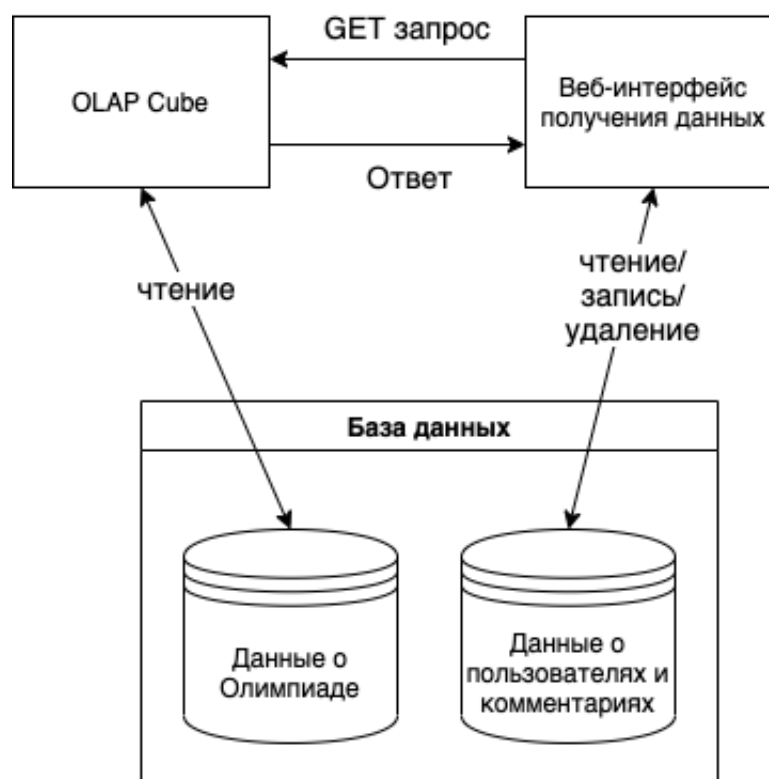 GET запрос
OLAP Cube
Веб-интерфейс
получения данных
Ответ
чтение
чтение/
запись/
удаление
База данных
Данные о
Олимпиаде
Данные о
пользователях и
комментариях